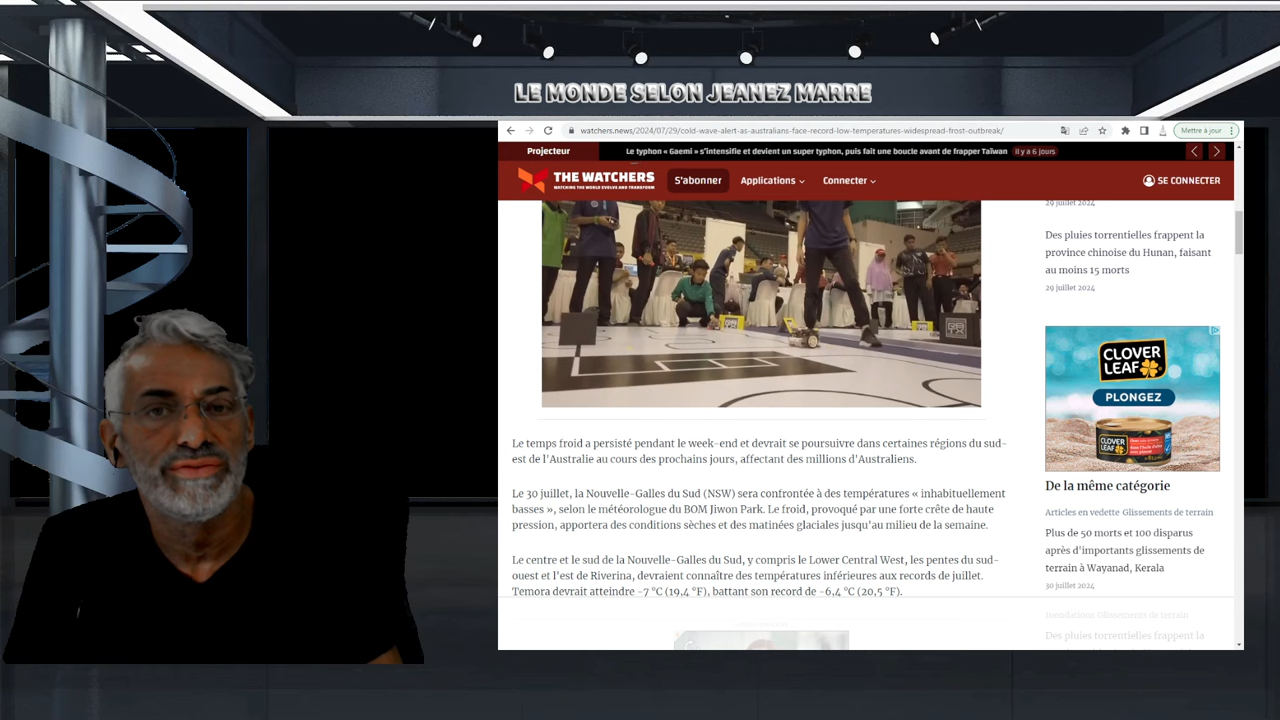 LE MONDE SELON JEANEZ MARRE
watchers.news/2024/07/29/cold-wave-alert-as-australians-face-record-low-temperatures-widespread-frost-outbreak/
Mettre à jour
Projecteur
Le typhon « Gaemi » s'intensifie et devient un super typhon, puis fait une boucle avant de frapper Taïwan
Il y a 6 jours
THE WATCHERS
WATCHING THE WORLD EVOLVE AND TRANSFORM
S'abonner
Applications
Connecter
SE CONNECTER
29 juillet 2024
Des pluies torrentielles frappent la
province chinoise du Hunan, faisant
au moins 15 morts
29 juillet 2024
CLOVER
LEAF
PLONGEZ
CLOVER
LEAF
Le temps froid a persisté pendant le week-end et devrait se poursuivre dans certaines régions du sud-
est de l'Australie au cours des prochains jours, affectant des millions d'Australiens.
Le 30 juillet, la Nouvelle-Galles du Sud (NSW) sera confrontée à des températures « inhabituellement
basses », selon le météorologue du BOM Jiwon Park. Le froid, provoqué par une forte crête de haute
pression, apportera des conditions sèches et des matinées glaciales jusqu'au milieu de la semaine.
Le centre et le sud de la Nouvelle-Galles du Sud, y compris le Lower Central West, les pentes du sud-
ouest et l'est de Riverina, devraient connaître des températures inférieures aux records de juillet.
Temora devrait atteindre -7 °C (19,4 °F), battant son record de -6,4 °C (20,5 °F).
De la même catégorie
Articles en vedette Glissements de terrain
Plus de 50 morts et 100 disparus
après d'importants glissements de
terrain à Wayanad, Kerala
30 juillet 2024
Inondations Glissements de terrain
Des pluies torrentielles frappent la